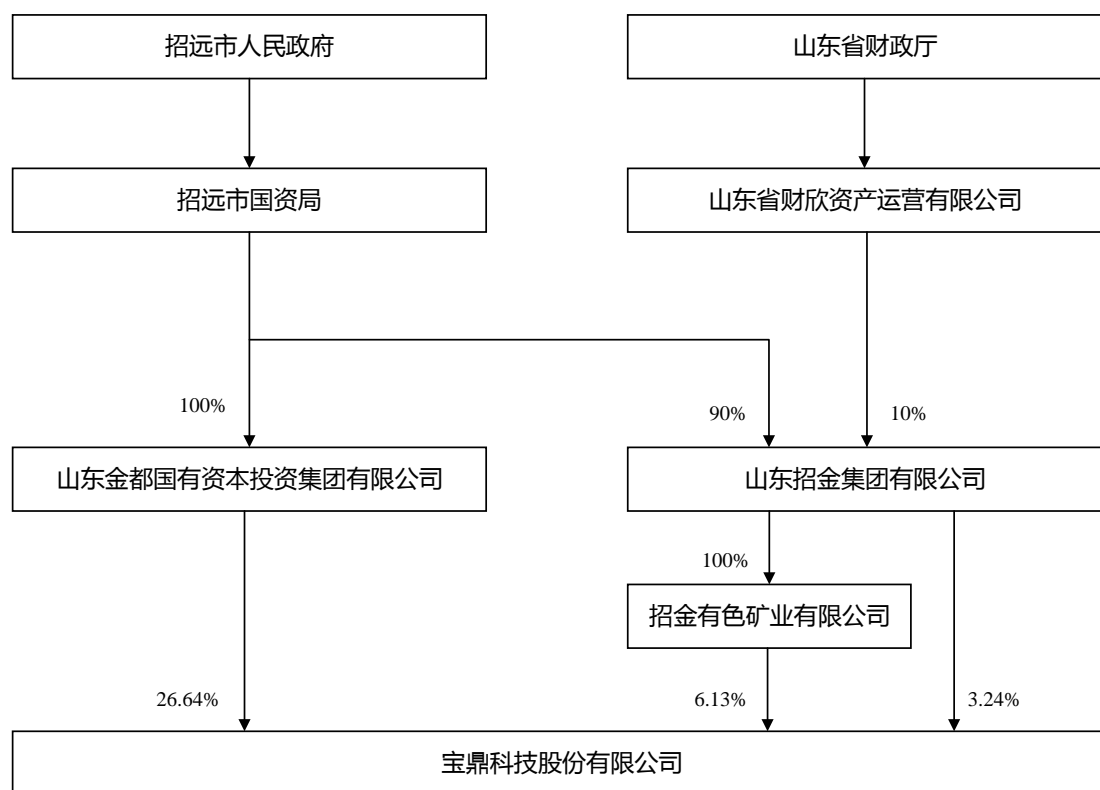 招远市人民政府
山东省财政厅
招远市国资局
山东省财欣资产运营有限公司
100%
90%
10%
山东金都国有资本投资集团有限公司
山东招金集团有限公司
100%
招金有色矿业有限公司
26.64%
6.13%
3.24%
宝鼎科技股份有限公司